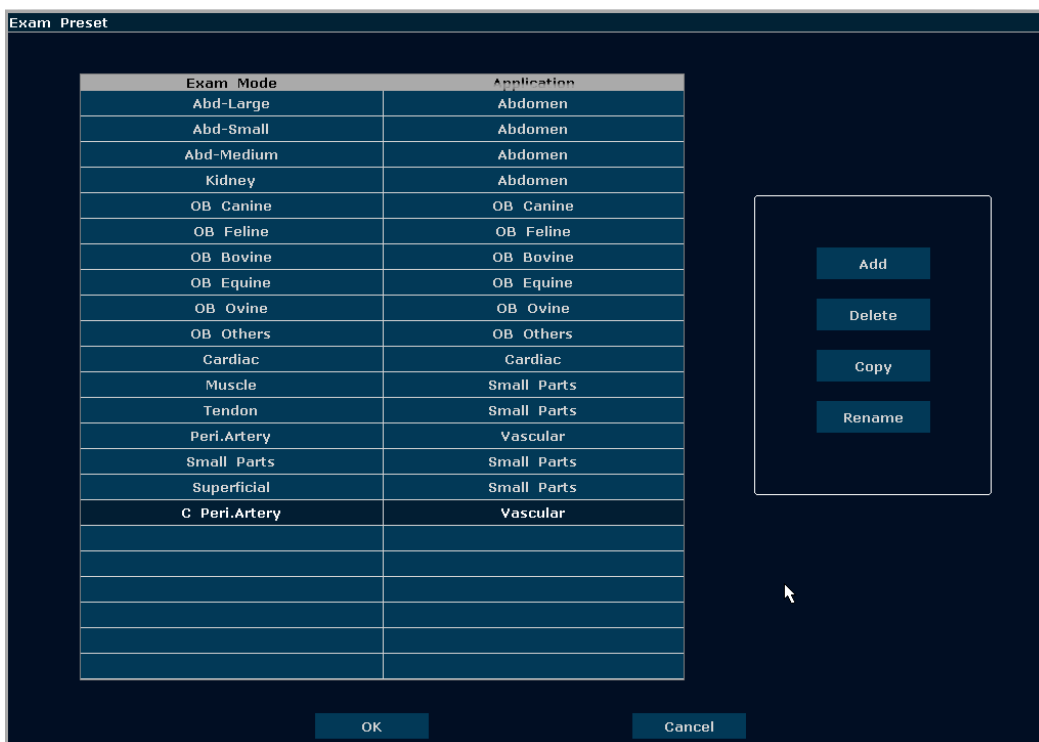 Exam Preset
Exam Mode Application
Abd-Large Abdomen
Abd-Small Abdomen
Abd-Medium Abdomen
Kidney Abdomen
OB Canine OB Canine
OB Feline OB Feline
OB Bovine OB Bovine
OB Equine OB Equine
OB Ovine OB Ovine
OB Others OB Others
Cardiac Cardiac
Muscle Small Parts
Tendon Small Parts
Peri.Artery Vascular
Small Parts Small Parts
Superficial Small Parts
C Peri.Artery Vascular
Add
Delete
Copy
Rename
OK Cancel